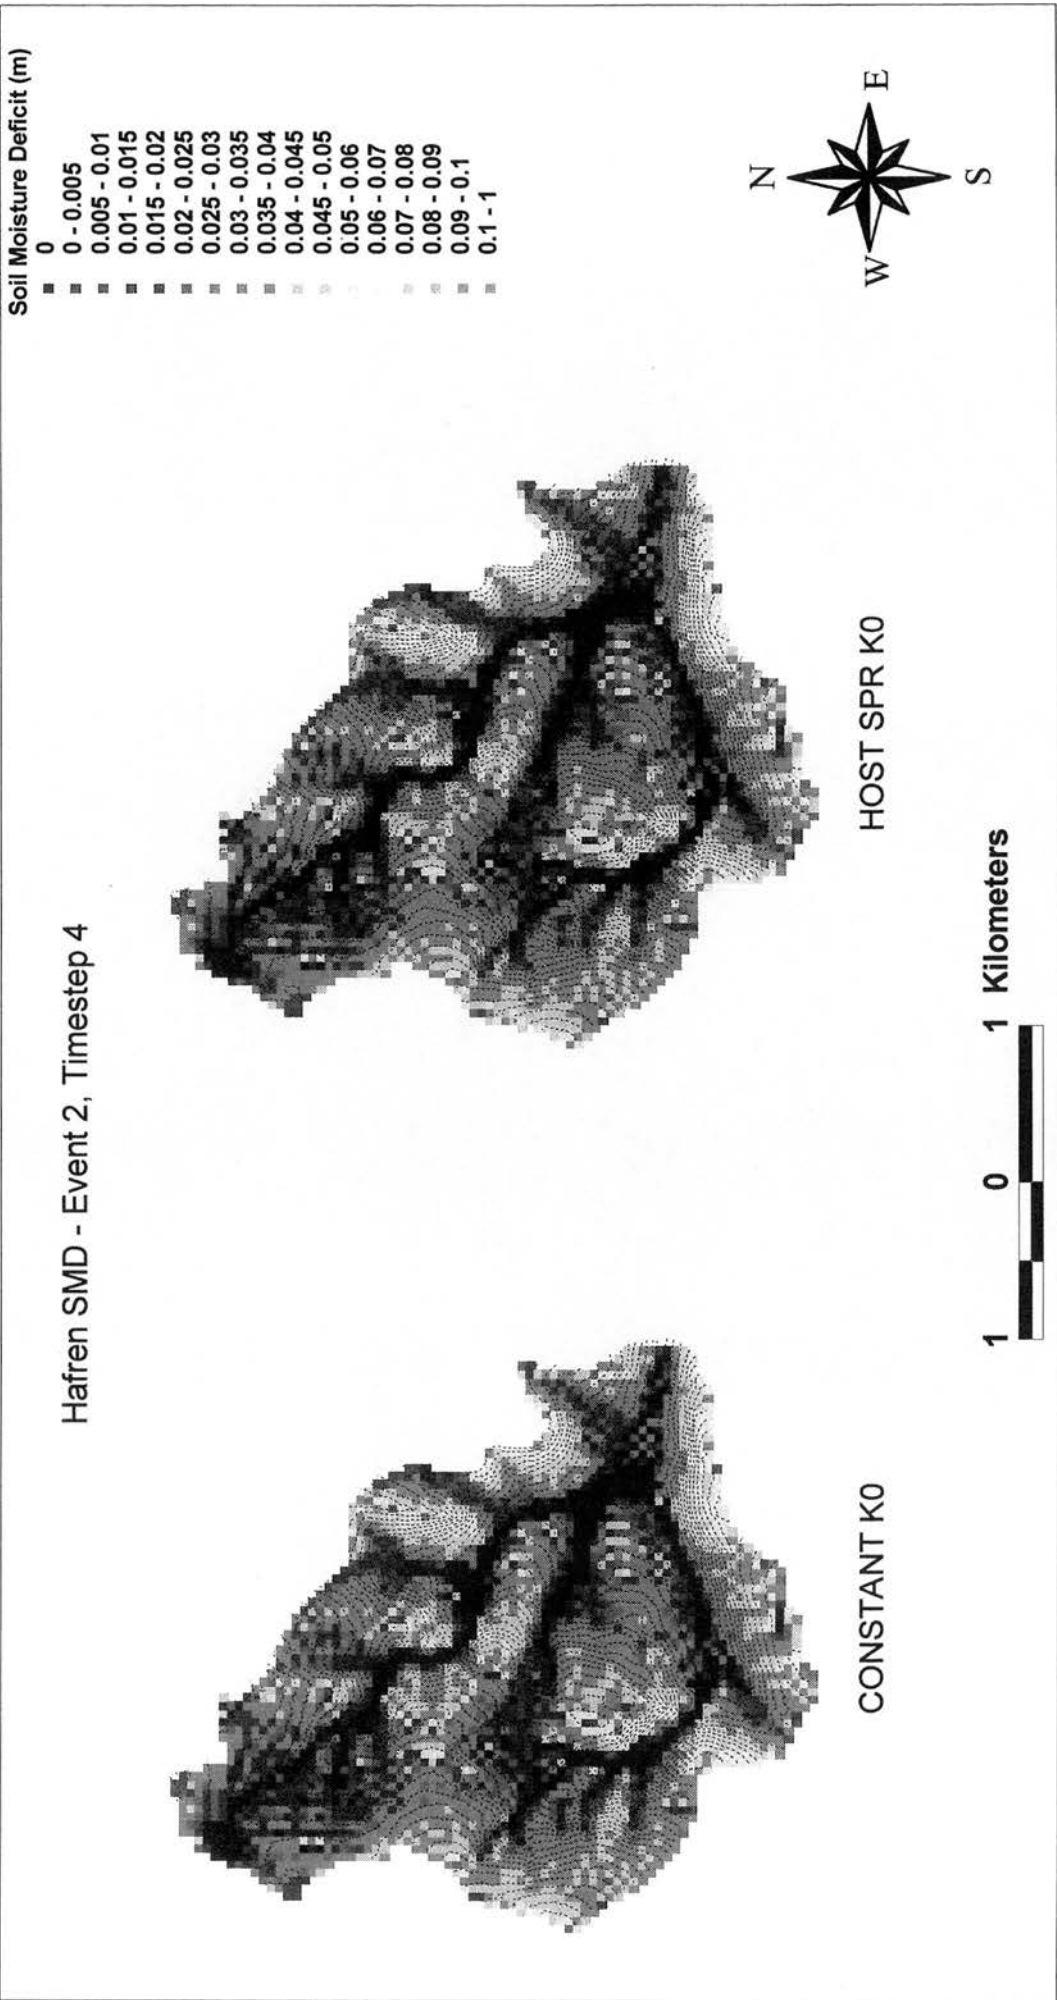 Hafren SMD - Event 2, Timestep 4
Soil Moisture Deficit (m)
0
0 - 0.005
0.005 - 0.01
0.01 - 0.015
0.015 - 0.02
0.02 - 0.025
0.025 - 0.03
0.03 - 0.035
0.035 - 0.04
0.04 - 0.045
0.045 - 0.05
0.05 - 0.06
0.06 - 0.07
0.07 - 0.08
0.08 - 0.09
0.09 - 0.1
0.1 - 1
CONSTANT K0
HOST SPR K0
N
W
E
S
1 0 1 Kilometers